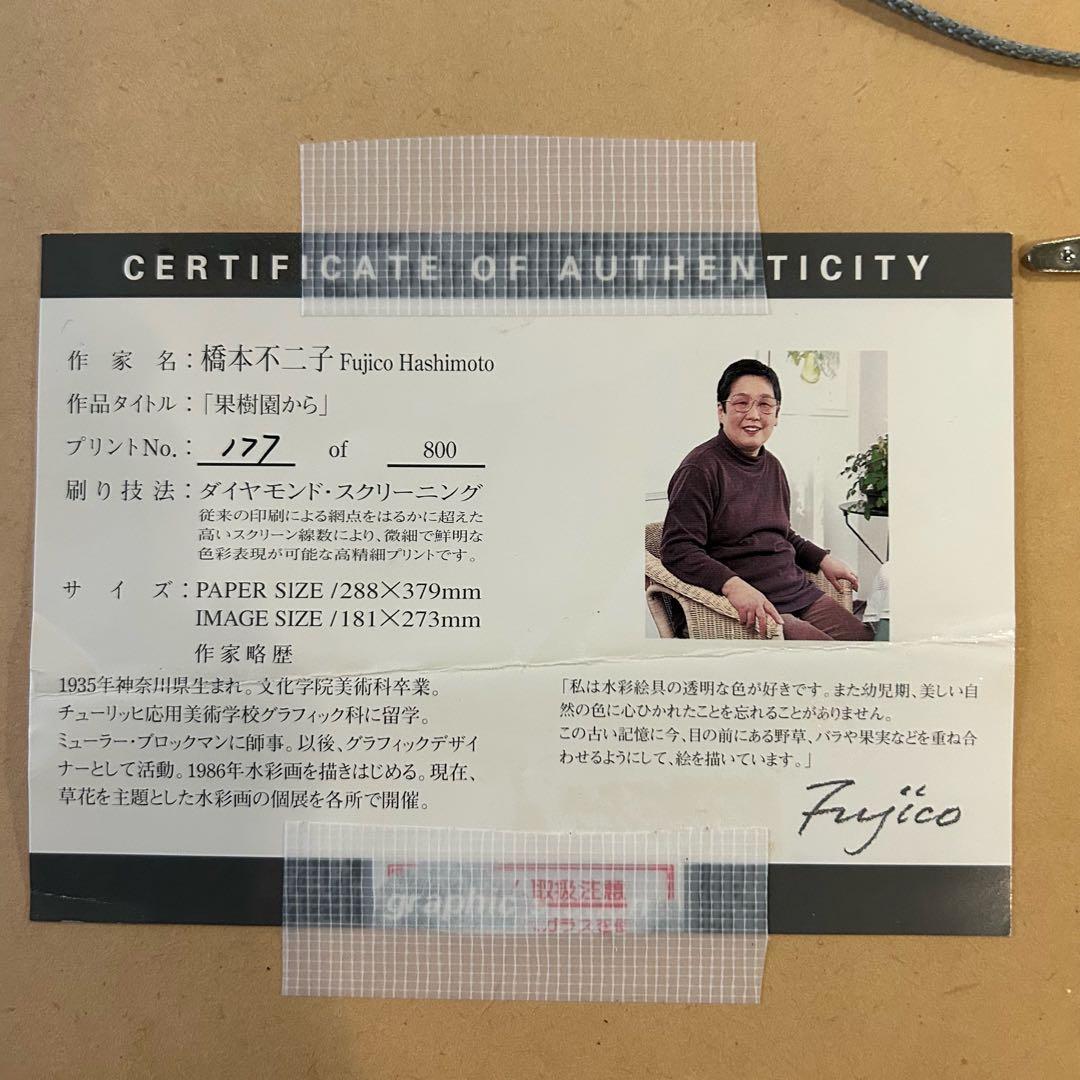 CERTIFICATE OF AUTHENTICITY
作家名：橋本不二子 Fujico Hashimoto
作品タイトル：「果樹園から」
プリントNo.： 177 of 800
刷り技法：ダイヤモンド・スクリーニング
従来の印刷による網点をはるかに超えた
高いスクリーン線数により、微細で鮮明な
色彩表現が可能な高精細プリントです。
サイズ：PAPER SIZE /288×379mm
IMAGE SIZE /181×273mm
作家略歴
1935年神奈川県生まれ。文化学院美術科卒業。
チューリッヒ応用美術学校グラフィック科に留学。
ミューラー・ブロックマンに師事。以後、グラフィックデザイ
ナーとして活動。1986年水彩画を描きはじめる。現在、
草花を主題とした水彩画の個展を各所で開催。
「私は水彩絵具の透明な色が好きです。また幼児期、美しい自
然の色に心ひかれたことを忘れることがありません。
この古い記憶に今、目の前にある野草、バラや果実などを重ね合
わせるようにして、絵を描いています。」
Fujico
graphic
取扱注意